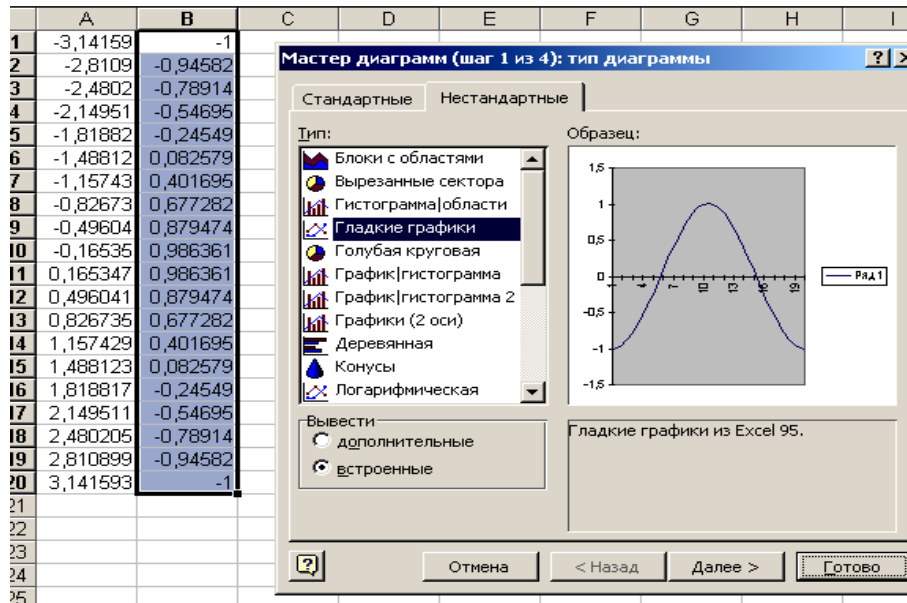 A B C D E F G H I
1 -3,14159 -1
2 -2,8109 -0,94582
3 -2,4802 -0,78914
4 -2,14951 -0,54695
5 -1,81882 -0,24549
6 -1,48812 0,082579
7 -1,15743 0,401695
8 -0,82673 0,677282
9 -0,49604 0,879474
10 -0,16535 0,986361
11 0,165347 0,986361
12 0,496041 0,879474
13 0,826735 0,677282
14 1,157429 0,401695
15 1,488123 0,082579
16 1,818817 -0,24549
17 2,149511 -0,54695
18 2,480205 -0,78914
19 2,810899 -0,94582
20 3,141593 -1
21
22
23
24
25
Мастер диаграмм (шаг 1 из 4): тип диаграммы
Стандартные Нестандартные
Тип:
Блоки с областями
Вырезанные сектора
Гистограмма|области
Гладкие графики
Голубая круговая
График|гистограмма
График|гистограмма 2
Графики (2 оси)
Деревянная
Конусы
Логарифмическая
Образец:
1,5
1
0,5
0
-0,5
-1
-1,5
1 4 7 10 13 16 19
Ряд1
Вывести
дополнительные
встроенные
Гладкие графики из Excel 95.
Отмена < Назад Далее > Готово